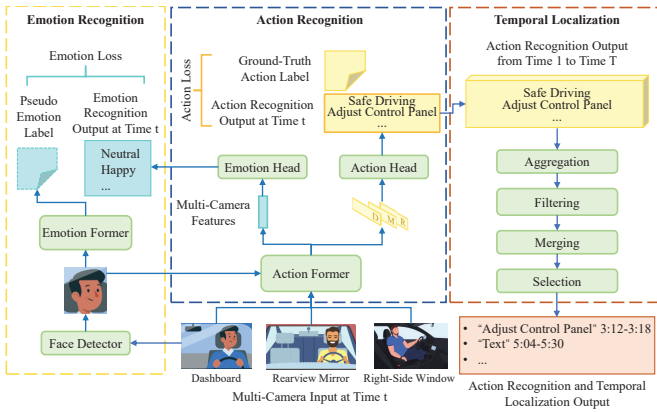 Emotion Recognition
Emotion Loss
Pseudo
Emotion
Label
Emotion
Recognition
Output at Time t
Neutral
Happy
...
Emotion Former
Face Detector
Action Recognition
Action Loss
Ground-Truth
Action Label
Action Recognition
Output at Time t
Safe Driving
Adjust Control Panel
...
Emotion Head
Action Head
Multi-Camera
Features
D M R
Action Former
Dashboard
Rearview Mirror
Right-Side Window
Multi-Camera Input at Time t
Temporal Localization
Action Recognition Output
from Time 1 to Time T
Safe Driving
Adjust Control Panel
...
Aggregation
Filtering
Merging
Selection
• "Adjust Control Panel" 3:12-3:18
• "Text" 5:04-5:30
• ...
Action Recognition and Temporal
Localization Output